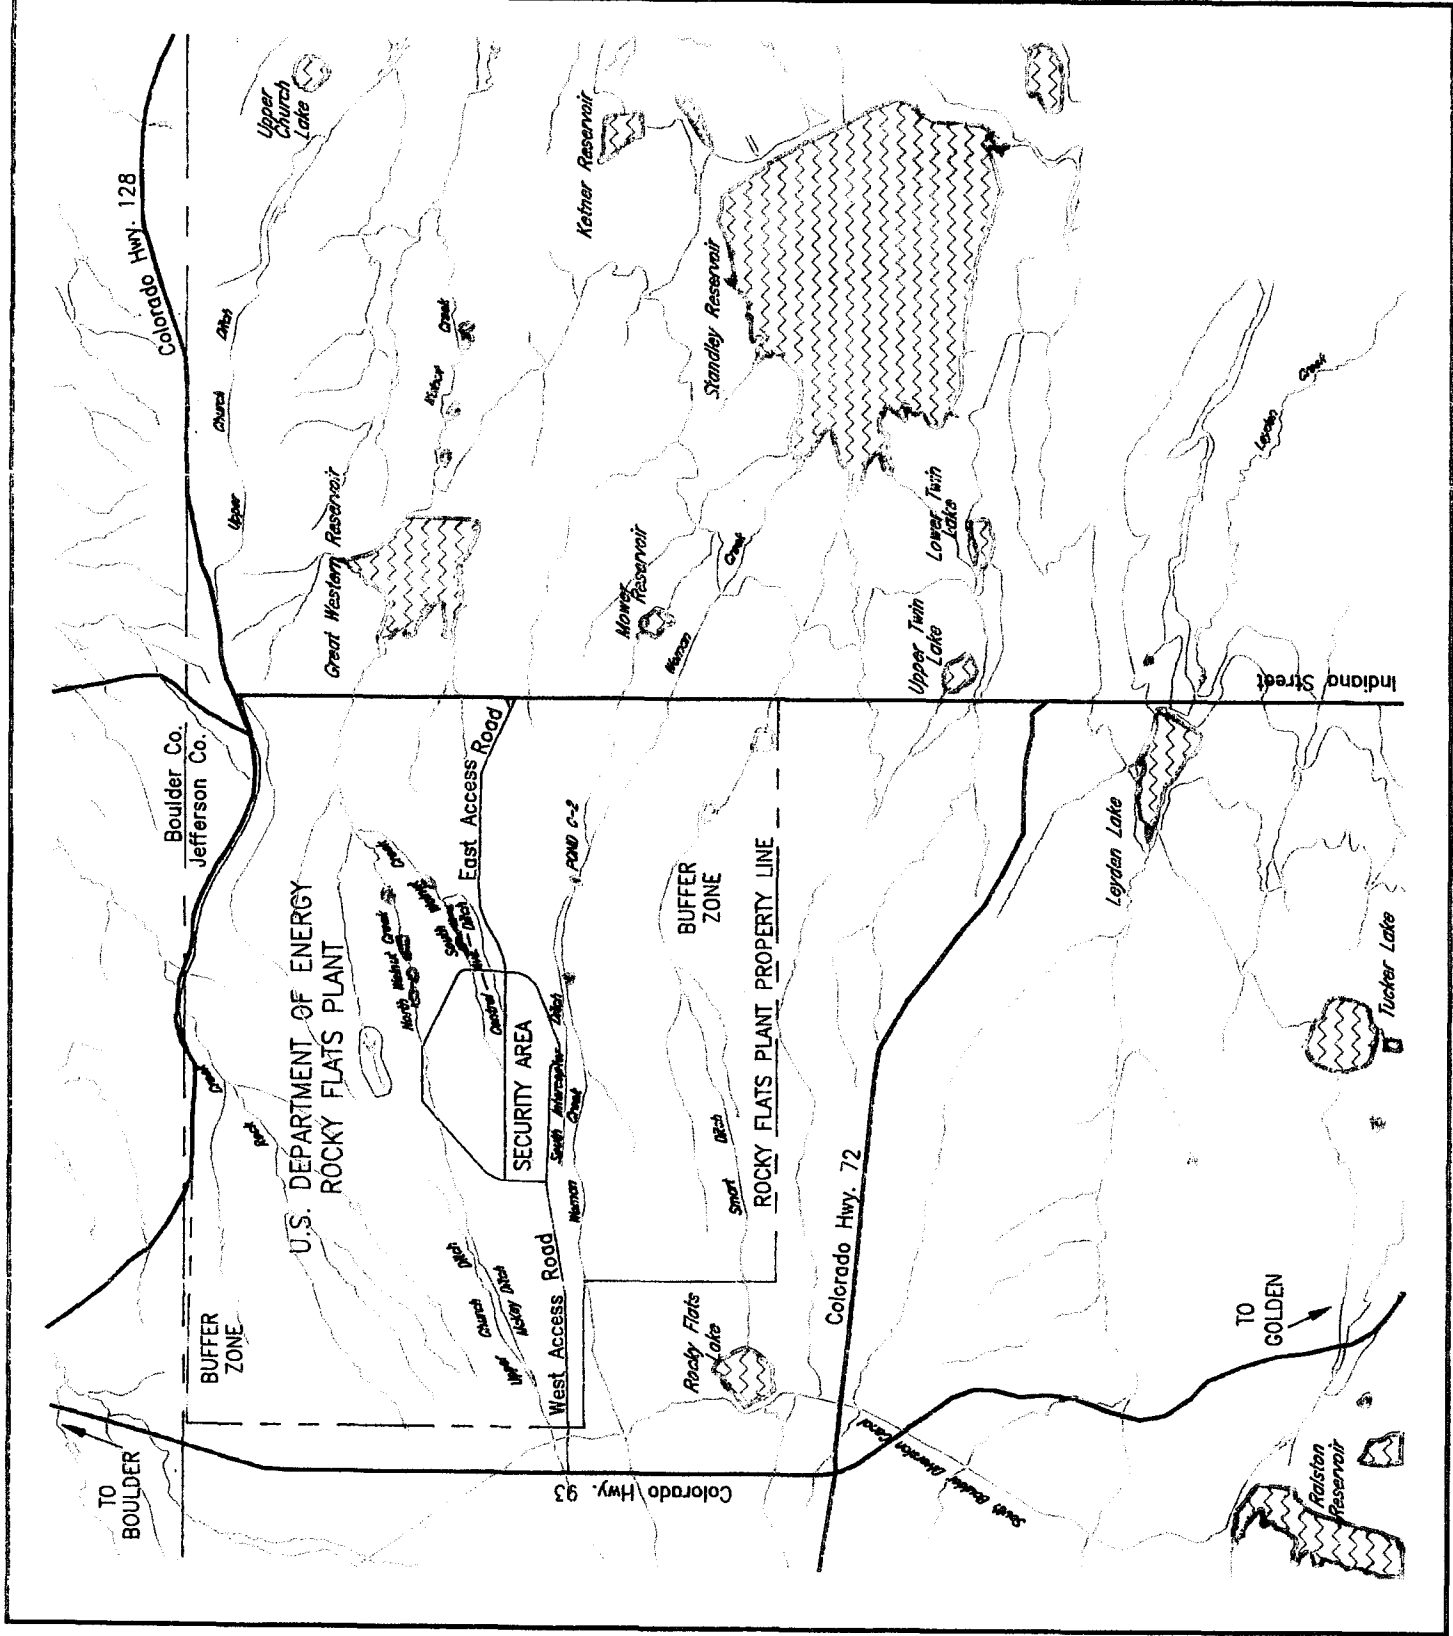 TO
BOULDER
BUFFER
ZONE
Boulder Co.
Jefferson Co.
Colorado Hwy. 128
Upper
Church
Lake
Upper
Church
Ditch
Great Western Reservoir
Walnut
Creek
Ketner Reservoir
Standley Reservoir
Mower
Reservoir
Woman
Creek
Lower Twin
Lake
Upper Twin
Lake
Leyden
Creek
Indiana Street
U.S. DEPARTMENT OF ENERGY
ROCKY FLATS PLANT
Rock
Creek
North Walnut Creek
South
Walnut
Creek
Central
Ditch
East Access Road
SECURITY AREA
South Interceptor
Ditch
Woman
Creek
POND C-2
Upper
Church
Ditch
McKay Ditch
West Access Road
BUFFER
ZONE
Smart
Ditch
ROCKY FLATS PLANT PROPERTY LINE
Rocky Flats
Lake
Colorado Hwy. 93
Colorado Hwy. 72
South Boulder Diversion Canal
Leyden Lake
Tucker Lake
TO
GOLDEN
Ralston
Reservoir